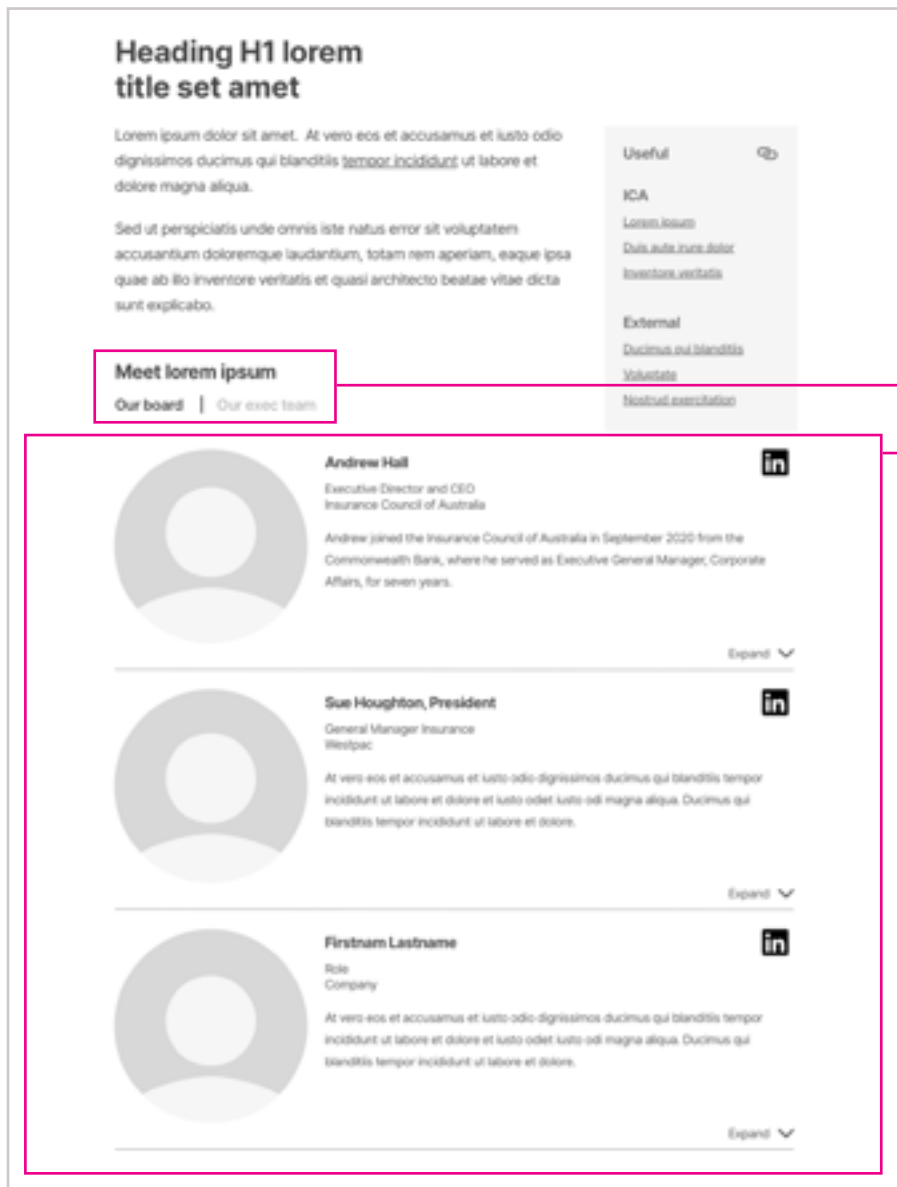 Heading H1 lorem
title set amet
Lorem ipsum dolor sit amet. At vero eos et accusamus et iusto odio
dignissimos ducimus qui blanditiis tempor incididunt ut labore et
dolore magna aliqua.
Sed ut perspiciatis unde omnis iste natus error sit voluptatem
accusantium doloremque laudantium, totam rem aperiam, eaque ipsa
quae ab illo inventore veritatis et quasi architecto beatae vitae dicta
sunt explicabo.
Useful
ICA
Lorem ipsum
Duis aute irure dolor
Inventore veritatis
External
Ducimus qui blanditiis
Voluptate
Nostrud exercitation
Meet lorem ipsum
Our board | Our exec team
Andrew Hall
in
Executive Director and CEO
Insurance Council of Australia
Andrew joined the Insurance Council of Australia in September 2020 from the
Commonwealth Bank, where he served as Executive General Manager, Corporate
Affairs, for seven years.
Expand
Sue Houghton, President
in
General Manager Insurance
Westpac
At vero eos et accusamus et iusto odio dignissimos ducimus qui blanditiis tempor
incididunt ut labore et dolore et iusto odiet iusto odi magna aliqua. Ducimus qui
blanditiis tempor incididunt ut labore et dolore.
Expand
Firstnam Lastname
in
Role
Company
At vero eos et accusamus et iusto odio dignissimos ducimus qui blanditiis tempor
incididunt ut labore et dolore et iusto odiet iusto odi magna aliqua. Ducimus qui
blanditiis tempor incididunt ut labore et dolore.
Expand